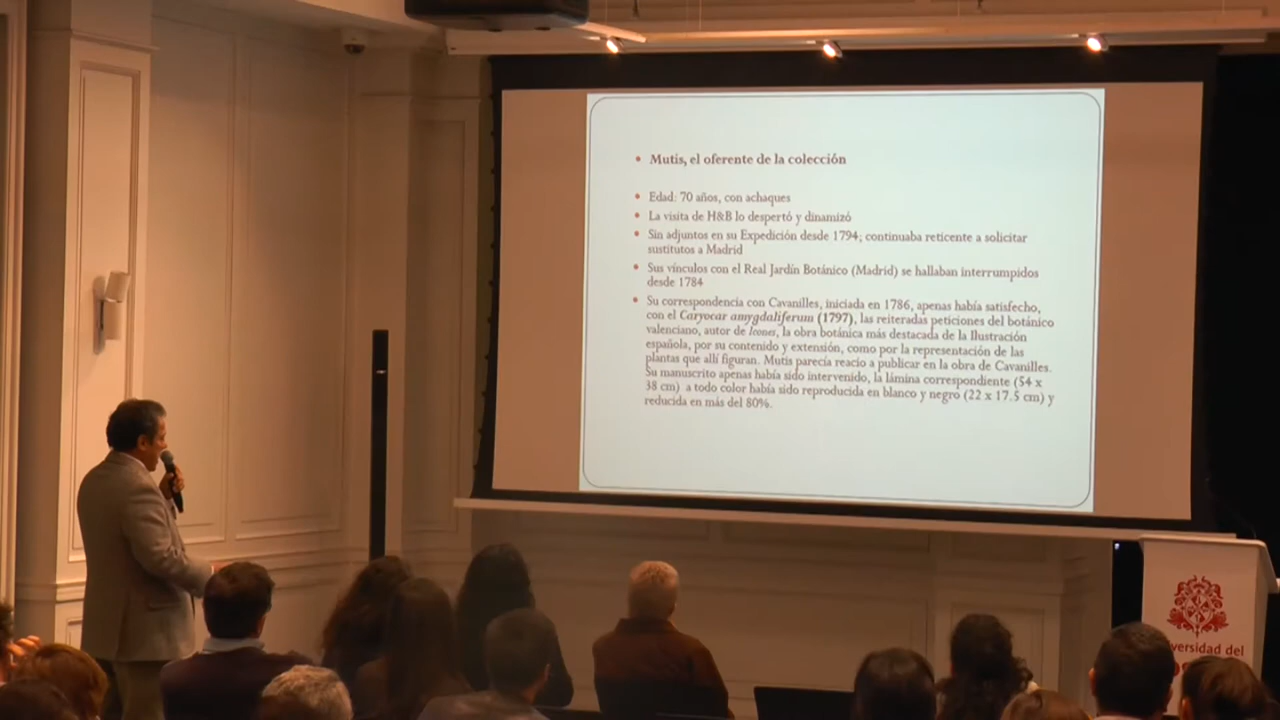 • Mutis, el oferente de la colección
• Edad: 70 años, con achaques
• La visita de H&B lo despertó y dinamizó
• Sin adjuntos en su Expedición desde 1794; continuaba reticente a solicitar
sustitutos a Madrid
• Sus vínculos con el Real Jardín Botánico (Madrid) se hallaban interrumpidos
desde 1784
• Su correspondencia con Cavanilles, iniciada en 1786, apenas había satisfecho,
con el Caryocar amygdaliferum (1797), las reiteradas peticiones del botánico
valenciano, autor de Icones, la obra botánica más destacada de la Ilustración
española, por su contenido y extensión, como por la representación de las
plantas que allí figuran. Mutis parecía reacio a publicar en la obra de Cavanilles.
Su manuscrito apenas había sido intervenido, la lámina correspondiente (54 x
38 cm) a todo color había sido reproducida en blanco y negro (22 x 17.5 cm) y
reducida en más del 80%.
versidad del